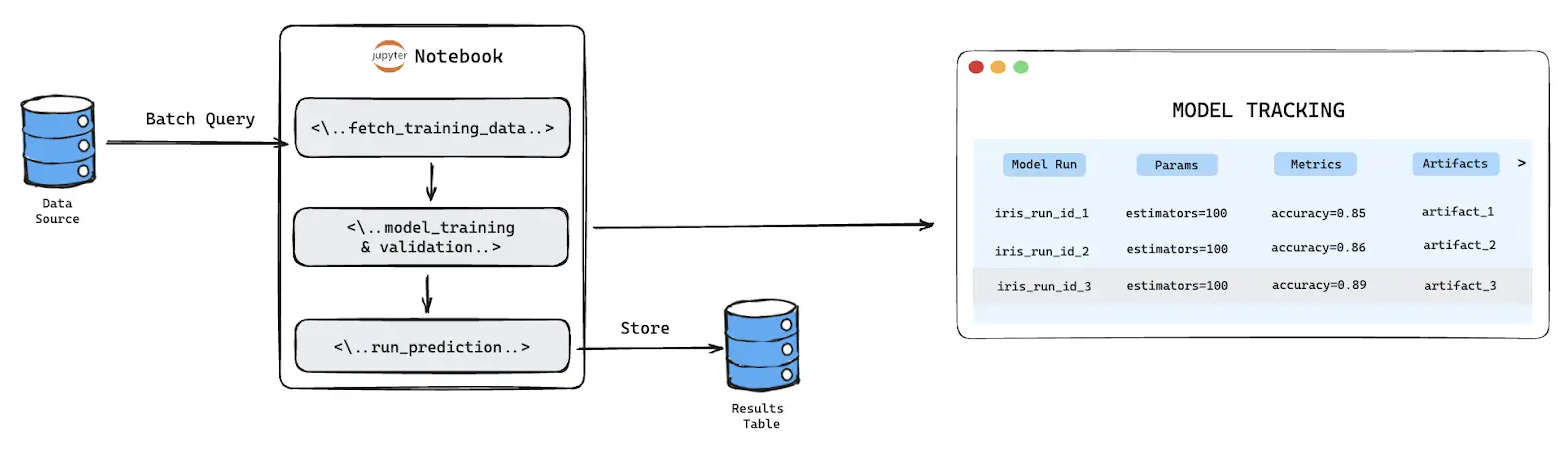 jupyter Notebook
Batch Query
<\..fetch_training_data..>
Data
Source
<\..model_training
& validation..>
<\..run_prediction..>
Store
Results
Table
MODEL TRACKING
Model Run Params Metrics Artifacts >
iris_run_id_1 estimators=100 accuracy=0.85 artifact_1
iris_run_id_2 estimators=100 accuracy=0.86 artifact_2
iris_run_id_3 estimators=100 accuracy=0.89 artifact_3